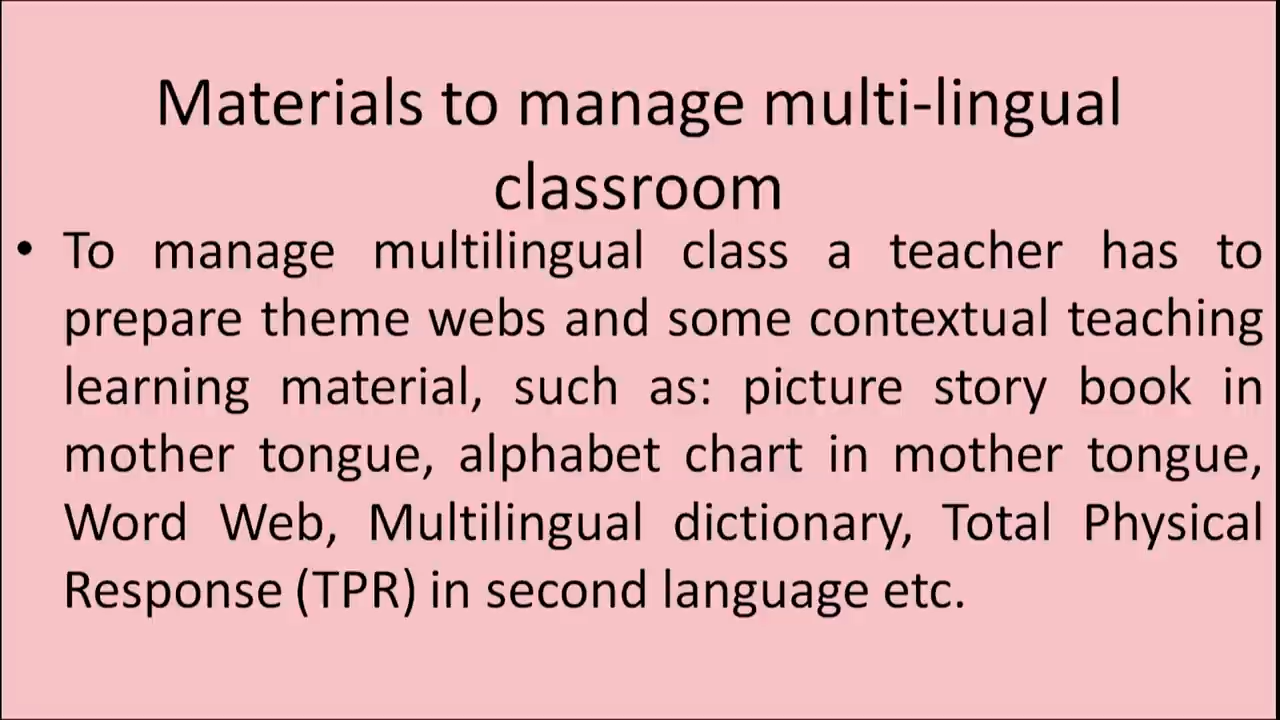 Materials to manage multi-lingual
classroom
• To manage multilingual class a teacher has to
prepare theme webs and some contextual teaching
learning material, such as: picture story book in
mother tongue, alphabet chart in mother tongue,
Word Web, Multilingual dictionary, Total Physical
Response (TPR) in second language etc.